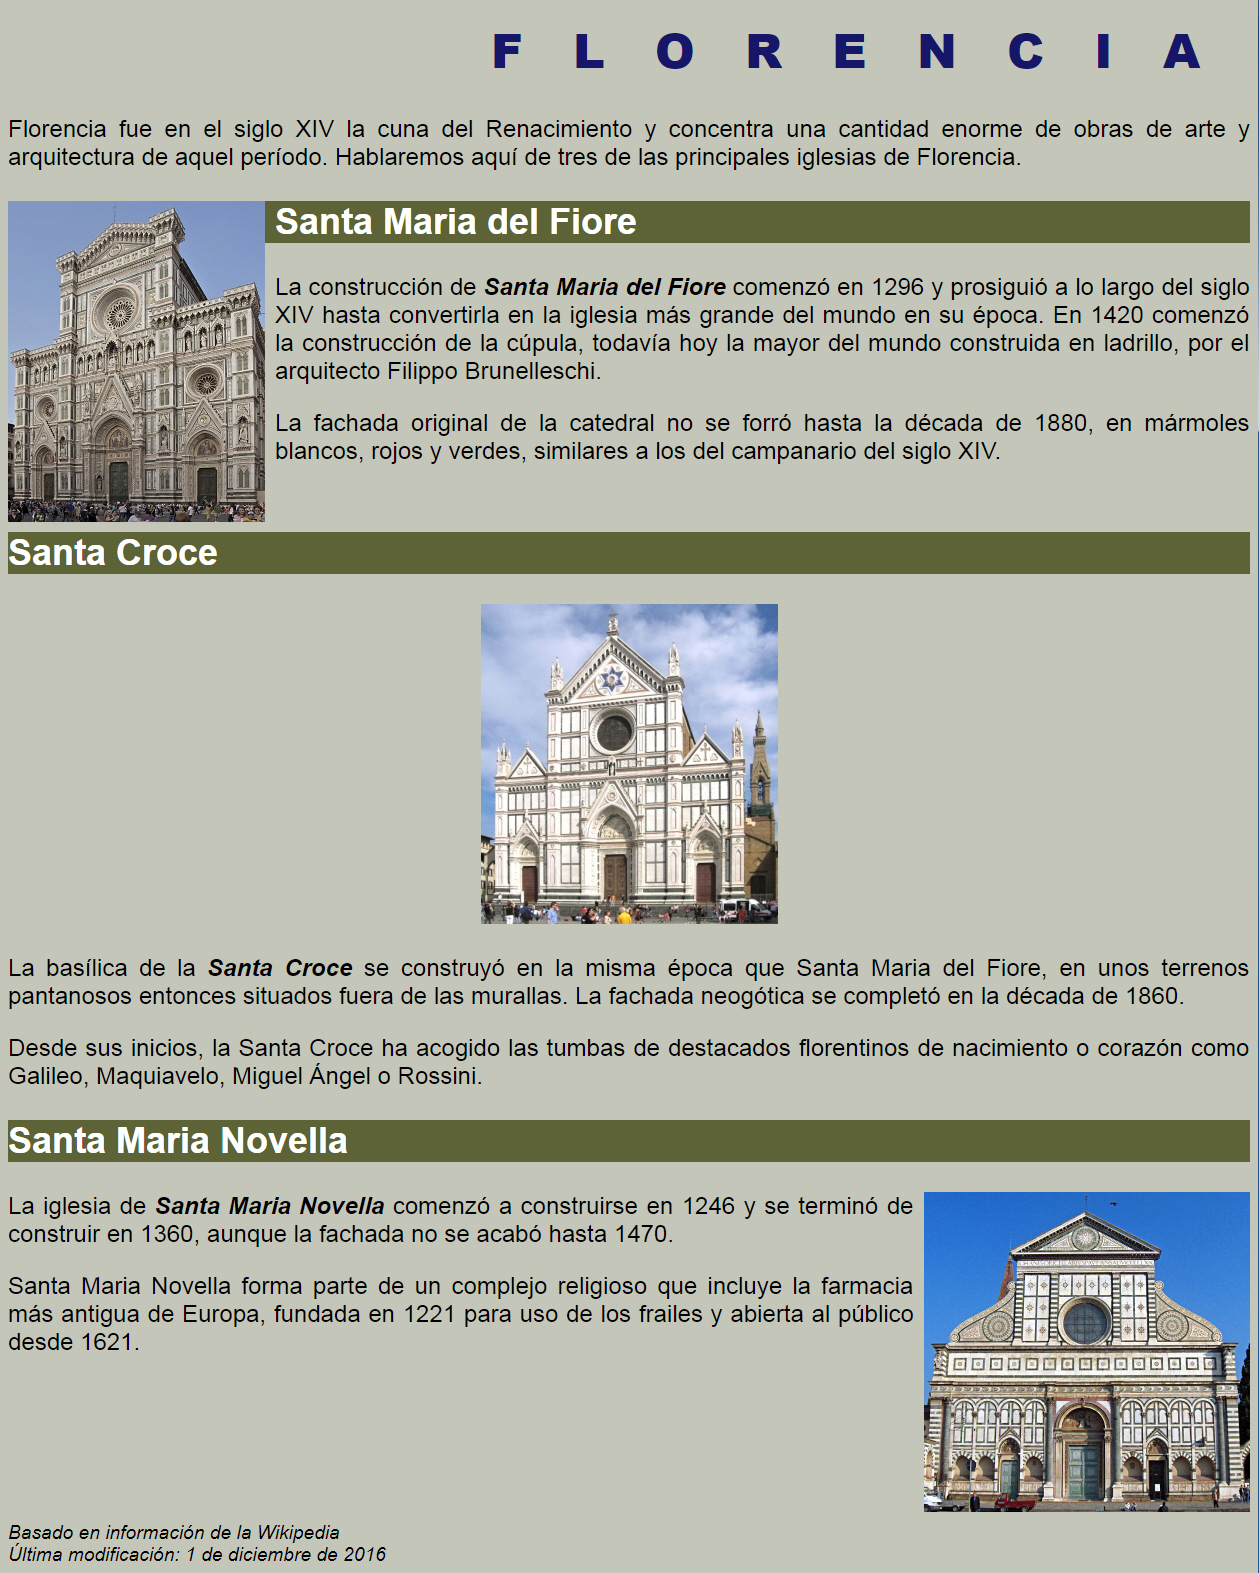 FLORENCIA
Florencia fue en el siglo XIV la cuna del Renacimiento y concentra una cantidad enorme de obras de arte y
arquitectura de aquel período. Hablaremos aquí de tres de las principales iglesias de Florencia.
Santa Maria del Fiore
La construcción de Santa Maria del Fiore comenzó en 1296 y prosiguió a lo largo del siglo
XIV hasta convertirla en la iglesia más grande del mundo en su época. En 1420 comenzó
la construcción de la cúpula, todavía hoy la mayor del mundo construida en ladrillo, por el
arquitecto Filippo Brunelleschi.
La fachada original de la catedral no se forró hasta la década de 1880, en mármoles
blancos, rojos y verdes, similares a los del campanario del siglo XIV.
Santa Croce
La basílica de la Santa Croce se construyó en la misma época que Santa Maria del Fiore, en unos terrenos
pantanosos entonces situados fuera de las murallas. La fachada neogótica se completó en la década de 1860.
Desde sus inicios, la Santa Croce ha acogido las tumbas de destacados florentinos de nacimiento o corazón como
Galileo, Maquiavelo, Miguel Ángel o Rossini.
Santa Maria Novella
La iglesia de Santa Maria Novella comenzó a construirse en 1246 y se terminó de
construir en 1360, aunque la fachada no se acabó hasta 1470.
Santa Maria Novella forma parte de un complejo religioso que incluye la farmacia
más antigua de Europa, fundada en 1221 para uso de los frailes y abierta al público
desde 1621.
Basado en información de la Wikipedia
Última modificación: 1 de diciembre de 2016